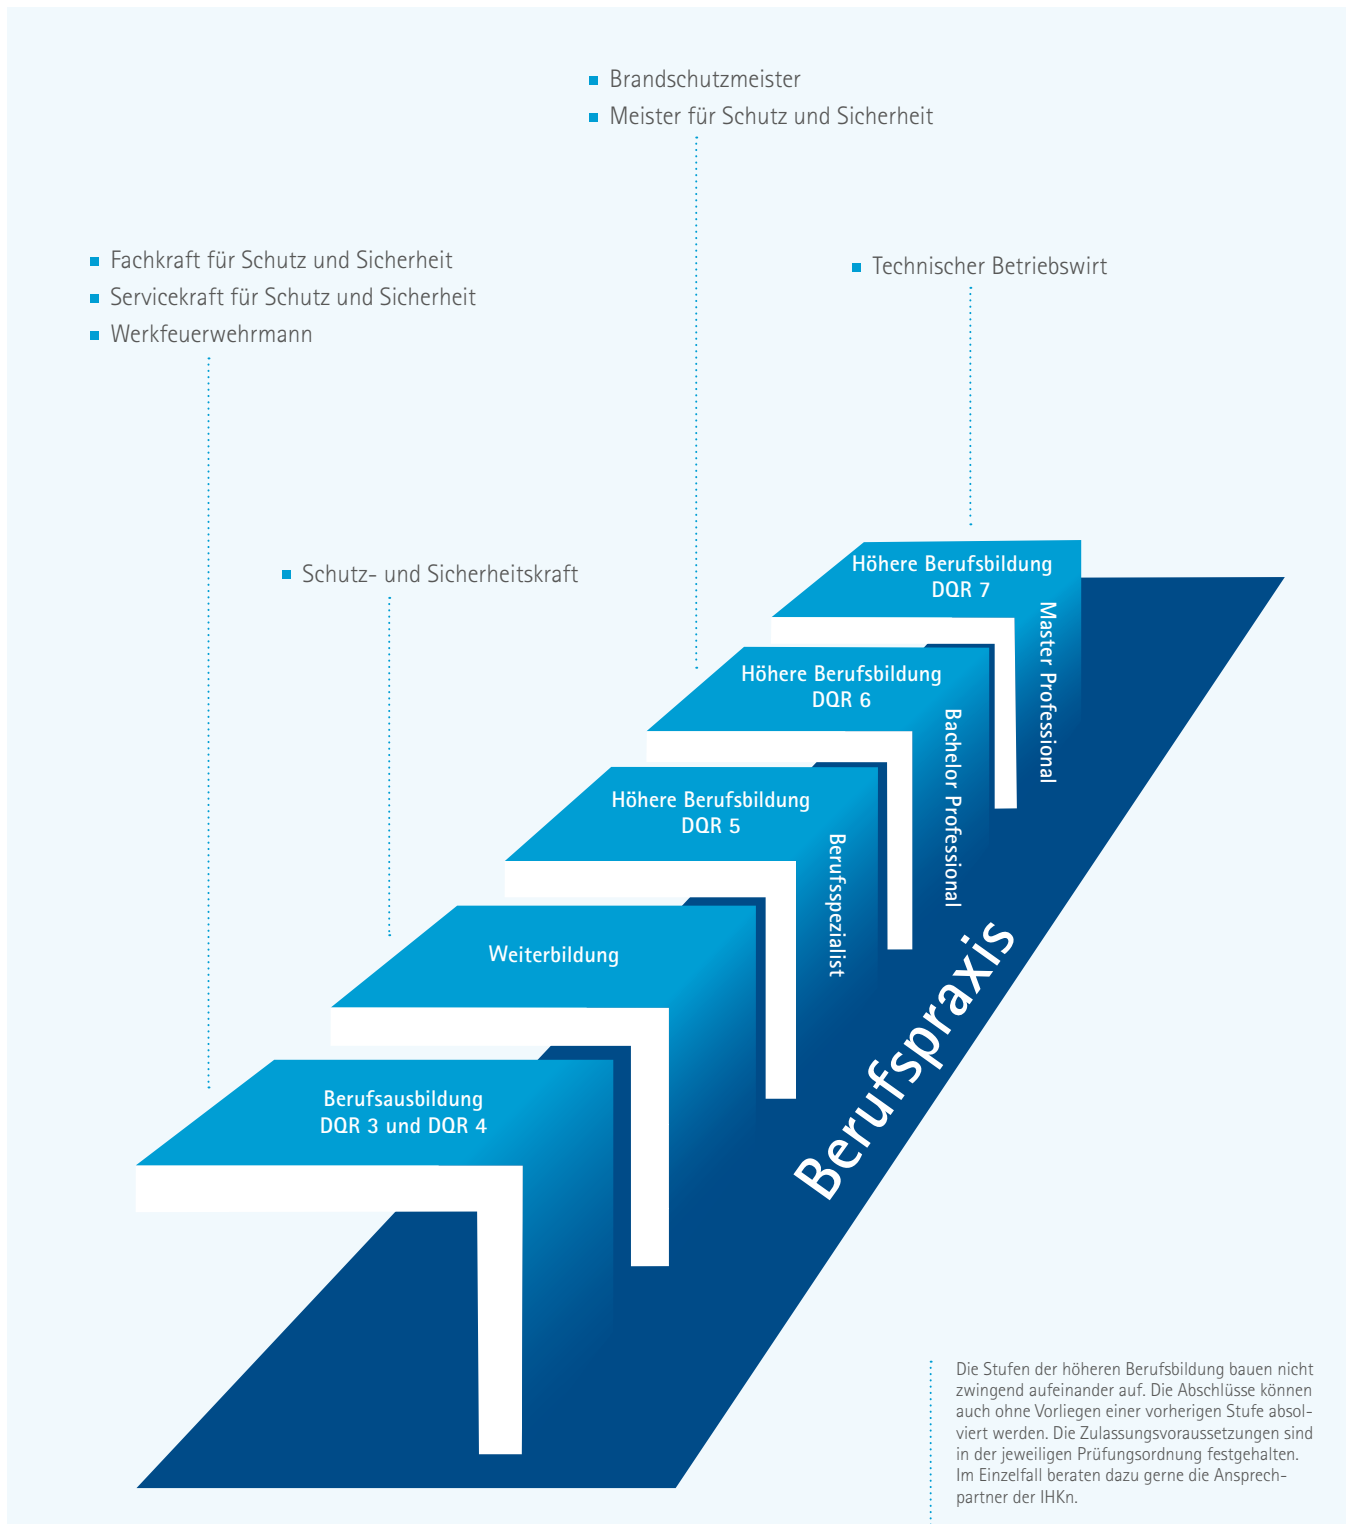 Brandschutzmeister
Meister für Schutz und Sicherheit
Fachkraft für Schutz und Sicherheit
Servicekraft für Schutz und Sicherheit
Werkfeuerwehrmann
Technischer Betriebswirt
Schutz- und Sicherheitskraft
Höhere Berufsbildung
DQR 7
Master Professional
Höhere Berufsbildung
DQR 6
Bachelor Professional
Höhere Berufsbildung
DQR 5
Berufsspezialist
Weiterbildung
Berufsausbildung
DQR 3 und DQR 4
Berufspraxis
Die Stufen der höheren Berufsbildung bauen nicht
zwingend aufeinander auf. Die Abschlüsse können
auch ohne Vorliegen einer vorherigen Stufe absol-
viert werden. Die Zulassungsvoraussetzungen sind
in der jeweiligen Prüfungsordnung festgehalten.
Im Einzelfall beraten dazu gerne die Ansprech-
partner der IHKn.